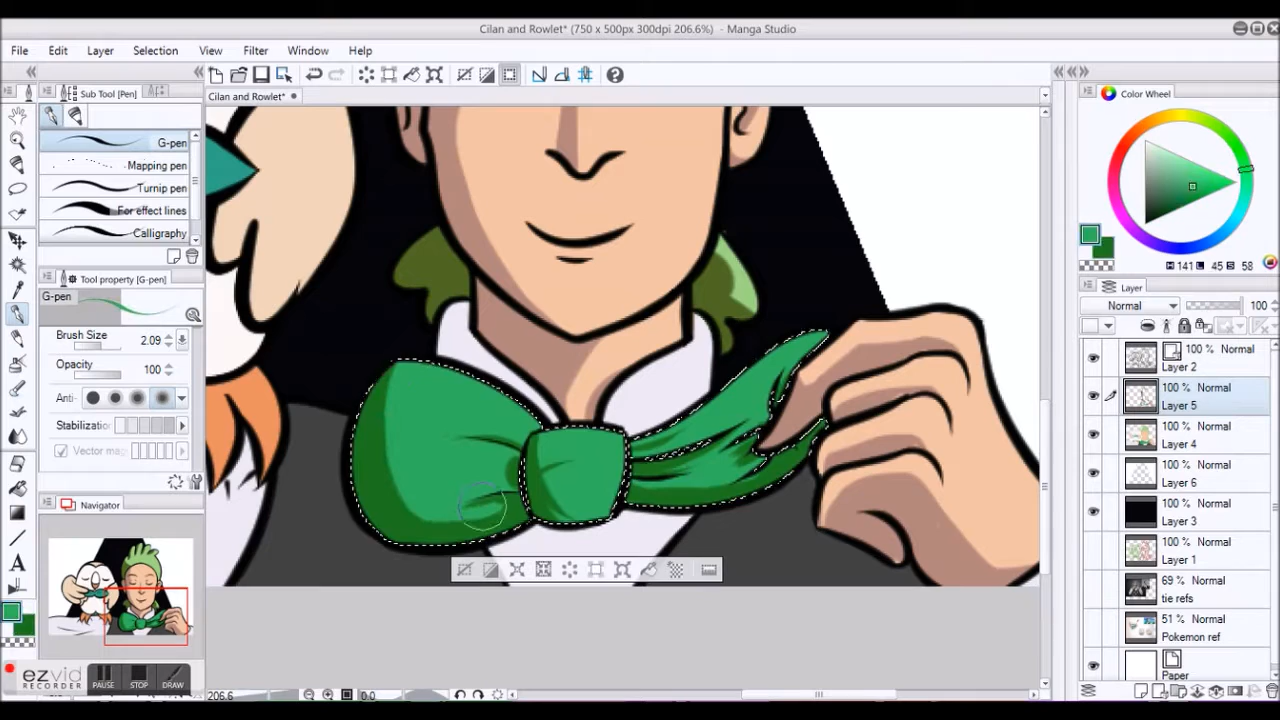 Cilan and Rowlet* (750 x 500px 300dpi 206.6%) - Manga Studio
File Edit Layer Selection View Filter Window Help
Sub Tool [Pen]
Cilan and Rowlet*
Color Wheel
G-pen
Mapping pen
Turnip pen
For effect lines
Calligraphy
141 45 58
Tool property [G-pen]
G-pen
Layer
Normal 100
Brush Size 2.09
Opacity 100
Anti-
Stabilization
Vector mag
100 % Normal
Layer 2
100 % Normal
Layer 5
100 % Normal
Layer 4
100 % Normal
Layer 6
100 % Normal
Layer 3
100 % Normal
Layer 1
69 % Normal
tie refs
51 % Normal
Pokemon ref
Paper
Navigator
ezvid
RECORDER
PAUSE STOP DRAW
206.6 0.0